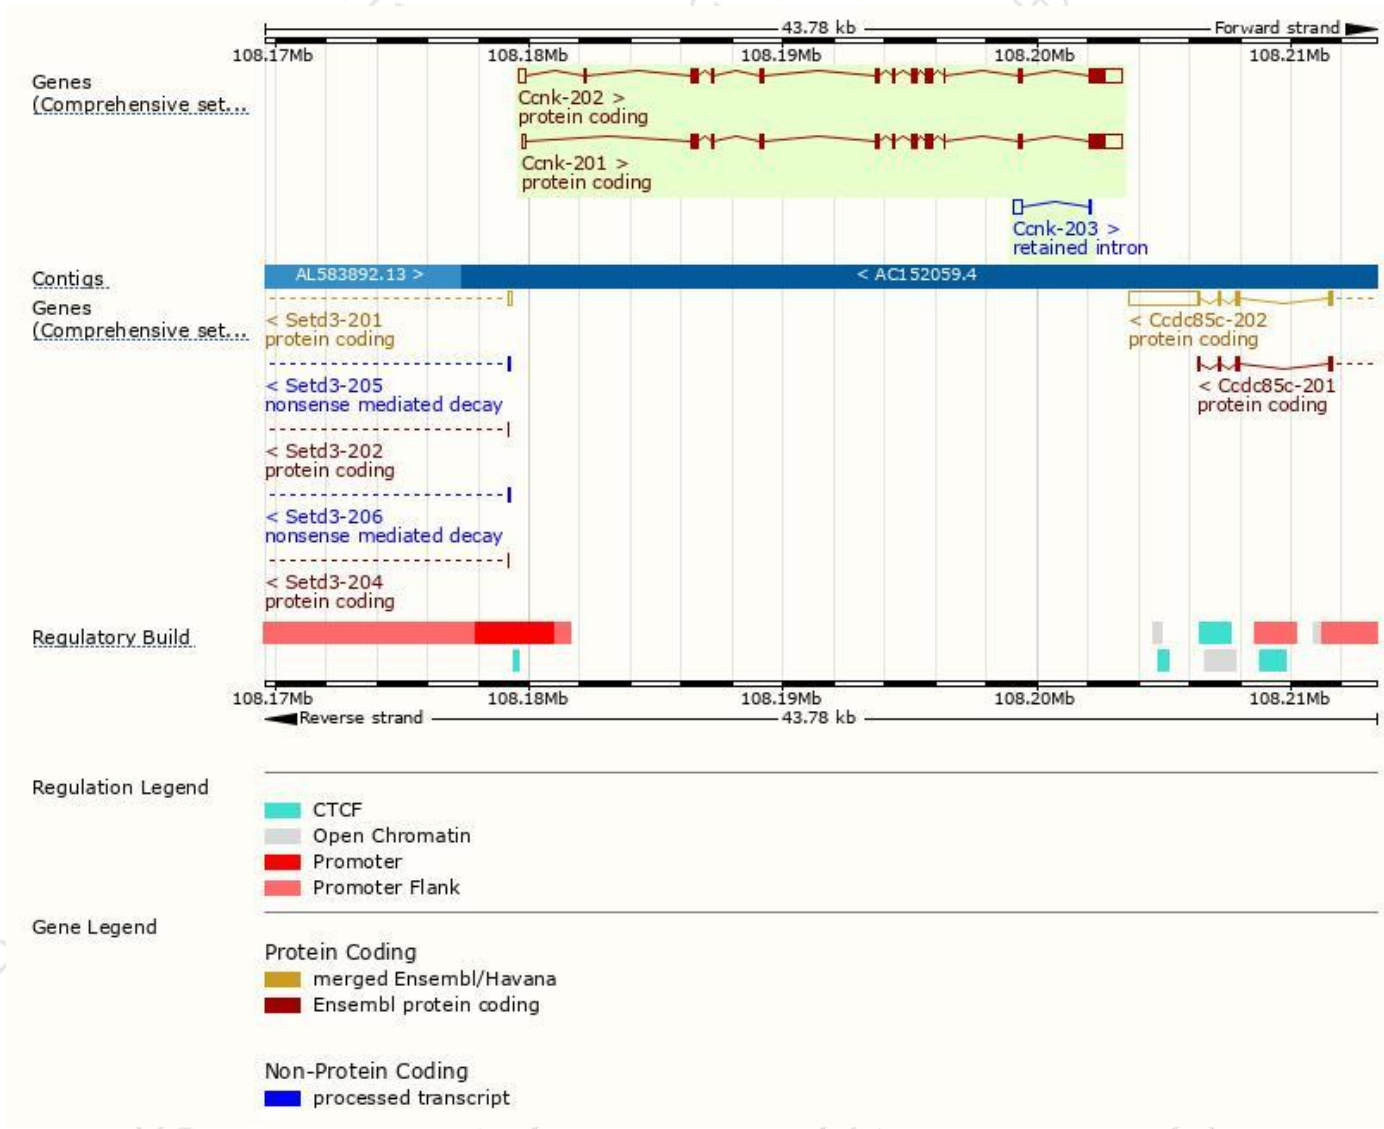 43.78 kb Forward strand
108.17Mb 108.18Mb 108.19Mb 108.20Mb 108.21Mb
Genes
(Comprehensive set...
Ccnk-202 >
protein coding
Ccnk-201 >
protein coding
Ccnk-203 >
retained intron
Contigs AL583892.13 > < AC152059.4
Genes
(Comprehensive set...
< Setd3-201 < Ccdc85c-202
protein coding protein coding
< Setd3-205 < Ccdc85c-201
nonsense mediated decay protein coding
< Setd3-202
protein coding
< Setd3-206
nonsense mediated decay
< Setd3-204
protein coding
Regulatory Build
108.17Mb 108.18Mb 108.19Mb 108.20Mb 108.21Mb
Reverse strand 43.78 kb
Regulation Legend
CTCF
Open Chromatin
Promoter
Promoter Flank
Gene Legend
Protein Coding
merged Ensembl/Havana
Ensembl protein coding
Non-Protein Coding
processed transcript